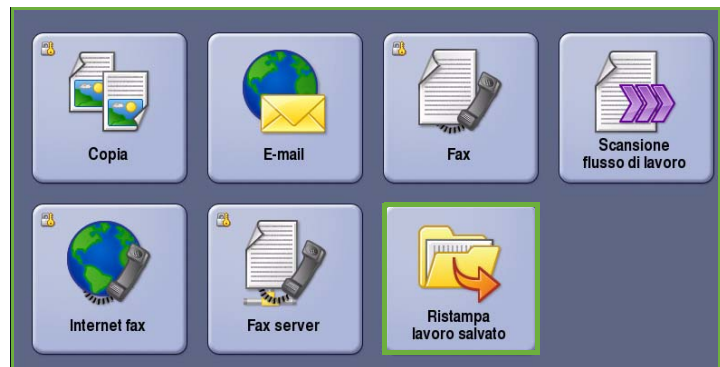 Copia
E-mail
Fax
Scansione
flusso di lavoro
Internet fax
Fax server
Ristampa
lavoro salvato